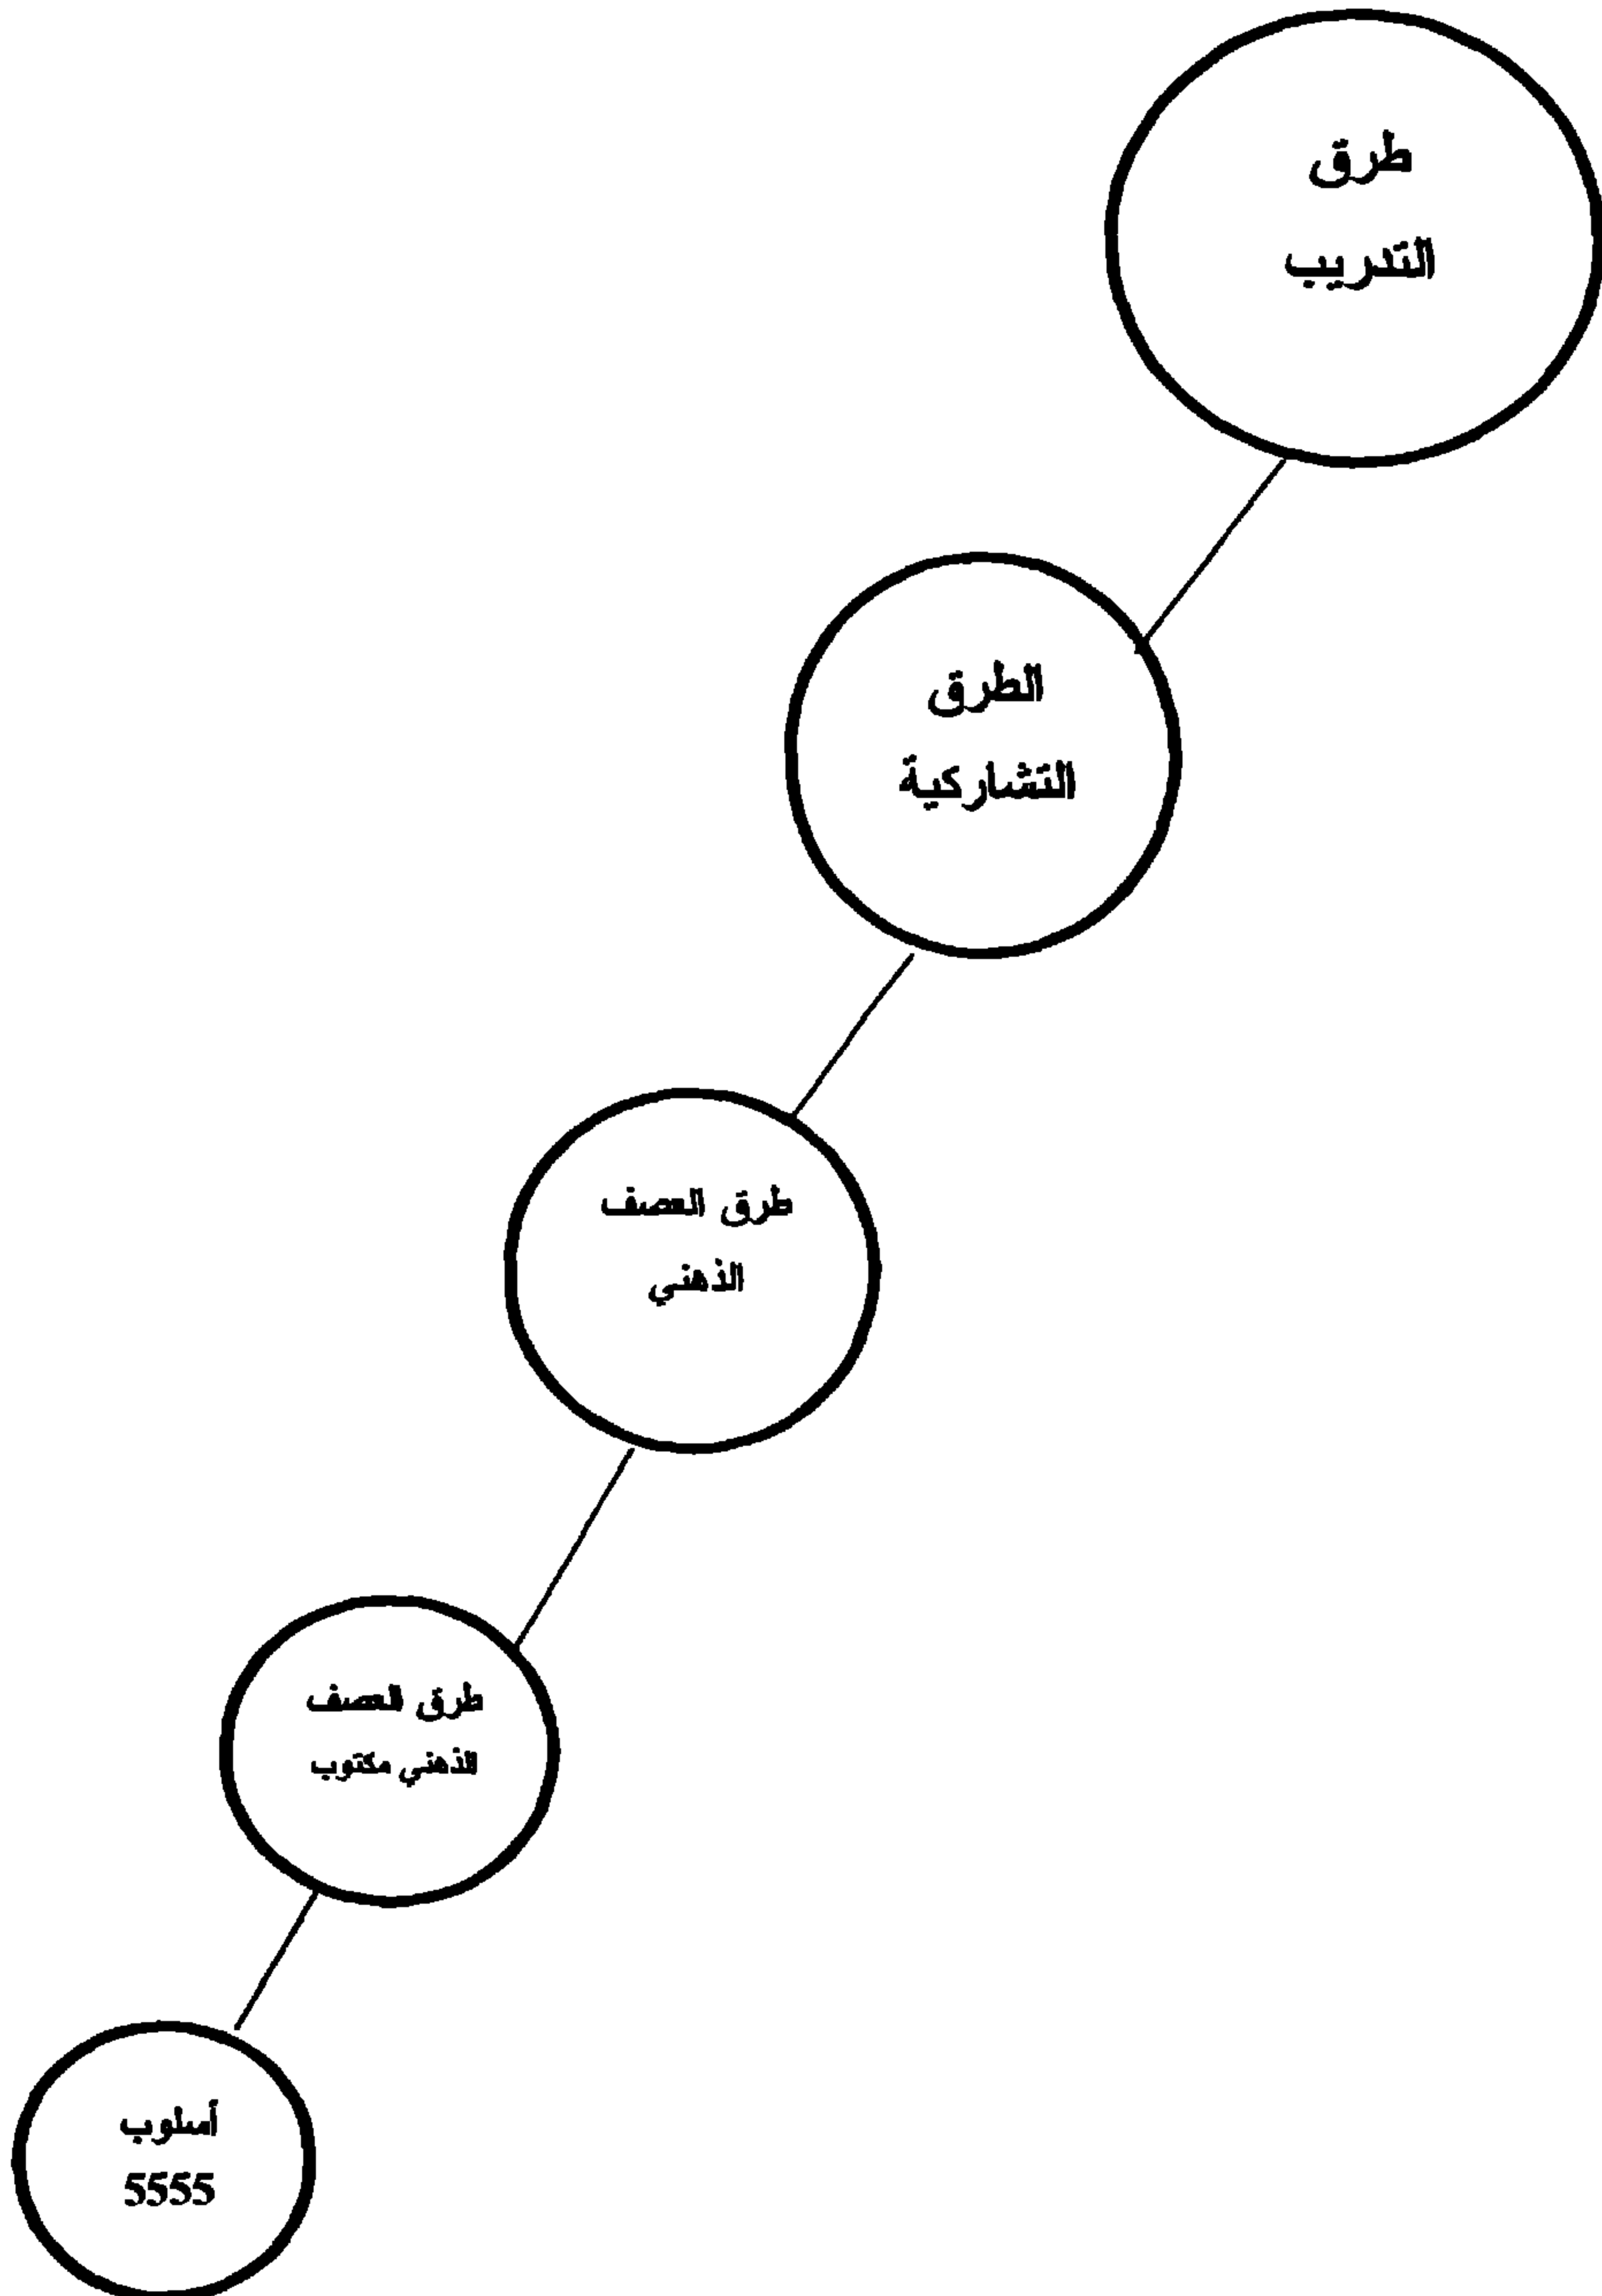 طرق
التدريب
الطرق
التشاركية
طرق العصف
الذهني
طرق العصف
الذهني مكتوب
أسلوب
5555